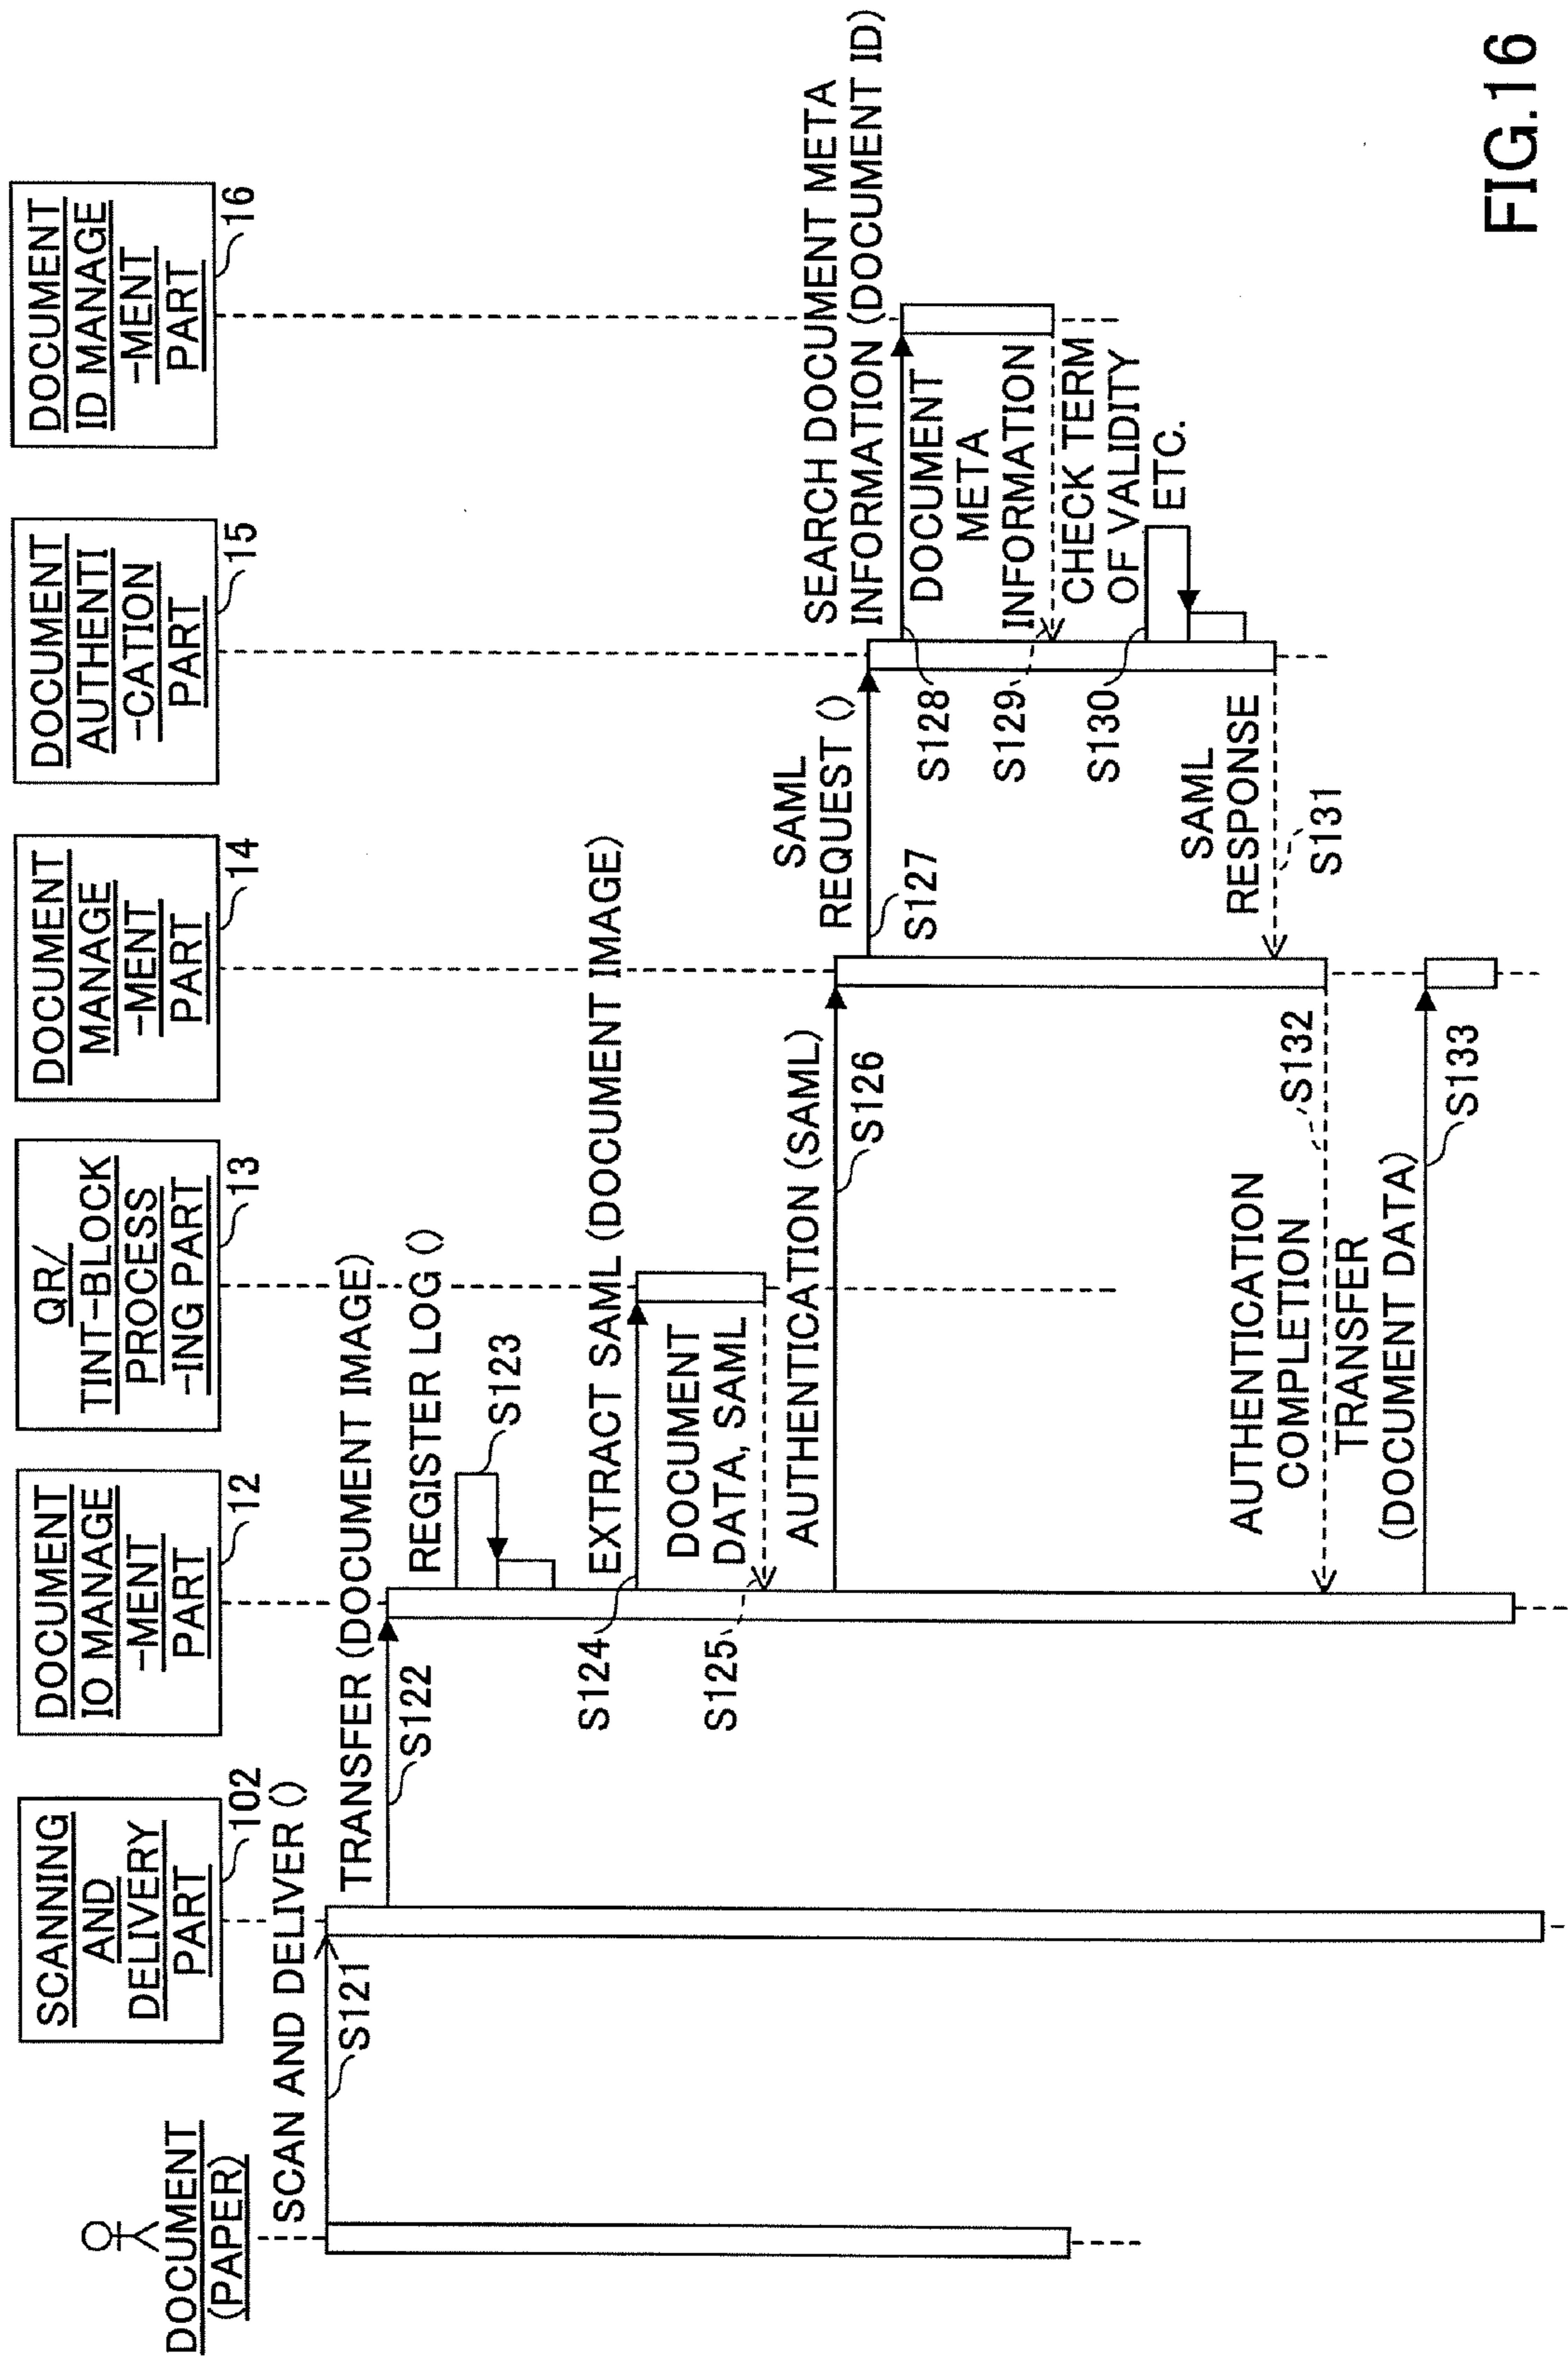 DOCUMENT
(PAPER)
SCANNING
AND
DELIVERY
PART
102
DOCUMENT
IO MANAGE
-MENT
PART
12
QR/
TINT-BLOCK
PROCESS
-ING PART
13
DOCUMENT
MANAGE
-MENT
PART
14
DOCUMENT
AUTHENTI
-CATION
PART
15
DOCUMENT
ID MANAGE
-MENT
PART
16
SCAN AND DELIVER ()
S121
TRANSFER (DOCUMENT IMAGE)
S122
REGISTER LOG ()
S123
EXTRACT SAML (DOCUMENT IMAGE)
S124
DOCUMENT
DATA, SAML
S125
AUTHENTICATION (SAML)
S126
SAML
REQUEST ()
S127
SEARCH DOCUMENT META
INFORMATION (DOCUMENT ID)
S128
DOCUMENT
META
INFORMATION
S129
CHECK TERM
OF VALIDITY
ETC.
S130
SAML
RESPONSE
S131
AUTHENTICATION
COMPLETION
S132
TRANSFER
(DOCUMENT DATA)
S133
FIG.16